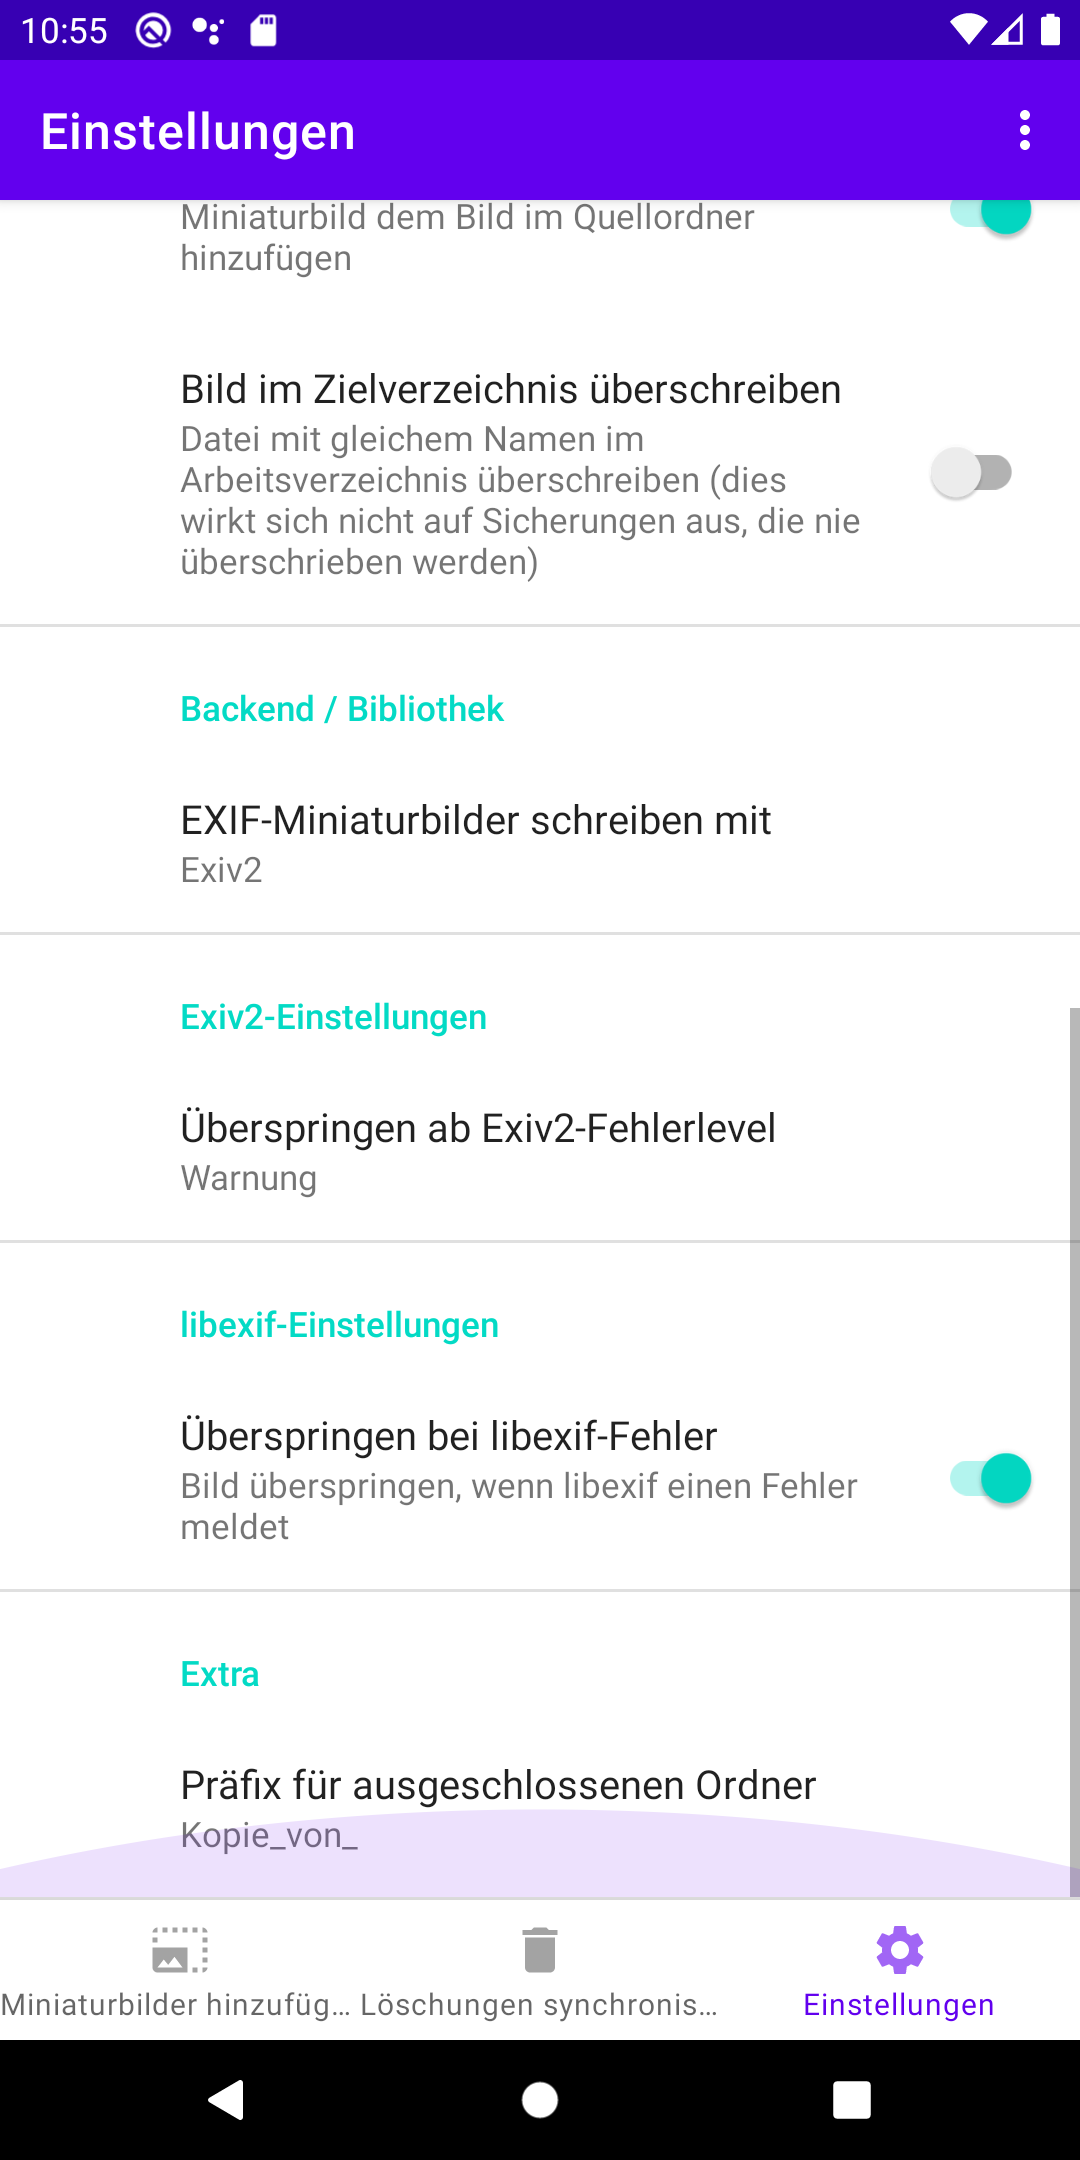 10:55
Einstellungen
Miniaturbild dem Bild im Quellordner
hinzufügen
Bild im Zielverzeichnis überschreiben
Datei mit gleichem Namen im
Arbeitsverzeichnis überschreiben (dies
wirkt sich nicht auf Sicherungen aus, die nie
überschrieben werden)
Backend / Bibliothek
EXIF-Miniaturbilder schreiben mit
Exiv2
Exiv2-Einstellungen
Überspringen ab Exiv2-Fehlerlevel
Warnung
libexif-Einstellungen
Überspringen bei libexif-Fehler
Bild überspringen, wenn libexif einen Fehler
meldet
Extra
Präfix für ausgeschlossenen Ordner
Kopie_von_
Miniaturbilder hinzufüg… Löschungen synchronis… Einstellungen